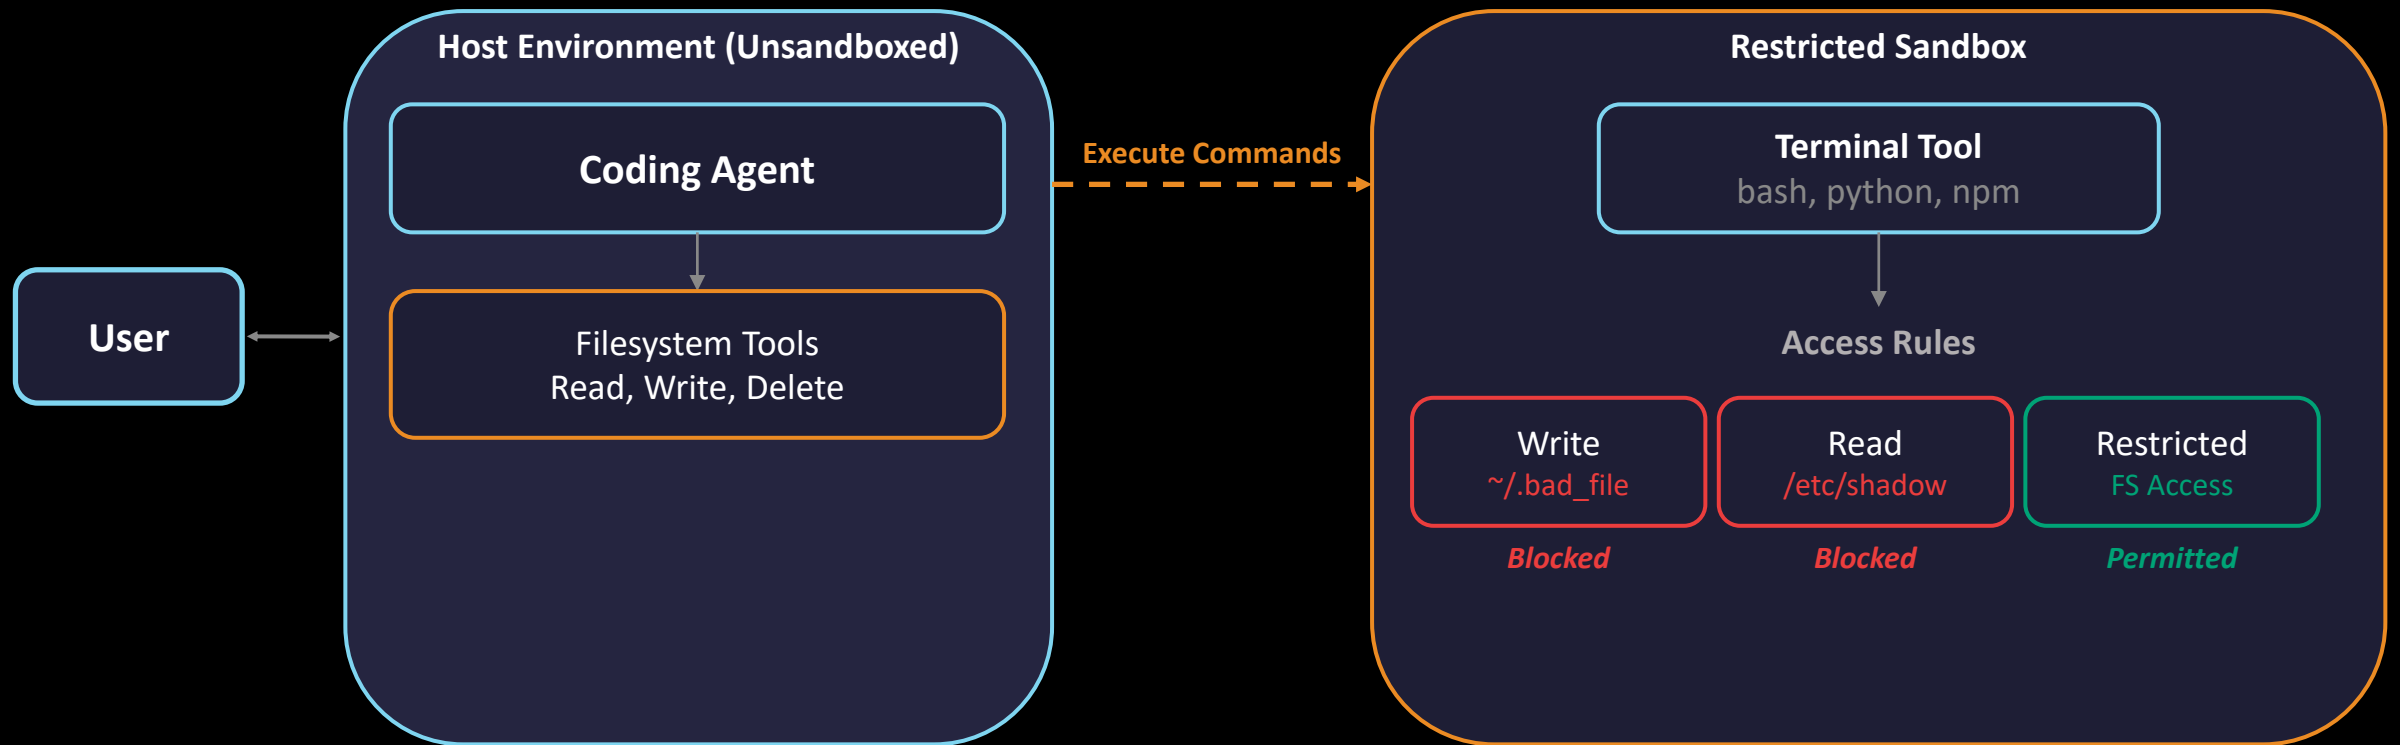 User
Host Environment (Unsandboxed)
Coding Agent
Filesystem Tools
Read, Write, Delete
Execute Commands
Restricted Sandbox
Terminal Tool
bash, python, npm
Access Rules
Write
~/.bad_file
Blocked
Read
/etc/shadow
Blocked
Restricted
FS Access
Permitted